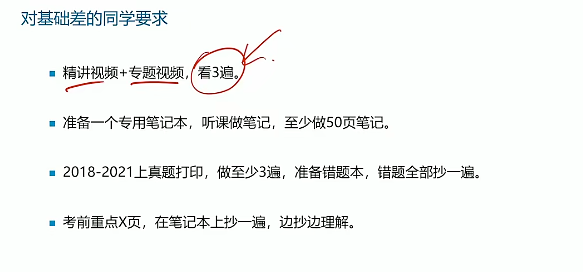 对基础差的同学要求
精讲视频+专题视频，看3遍。
准备一个专用笔记本，听课做笔记，至少做50页笔记。
2018-2021上真题打印，做至少3遍，准备错题本，错题全部抄一遍。
考前重点X页，在笔记本上抄一遍，边抄边理解。